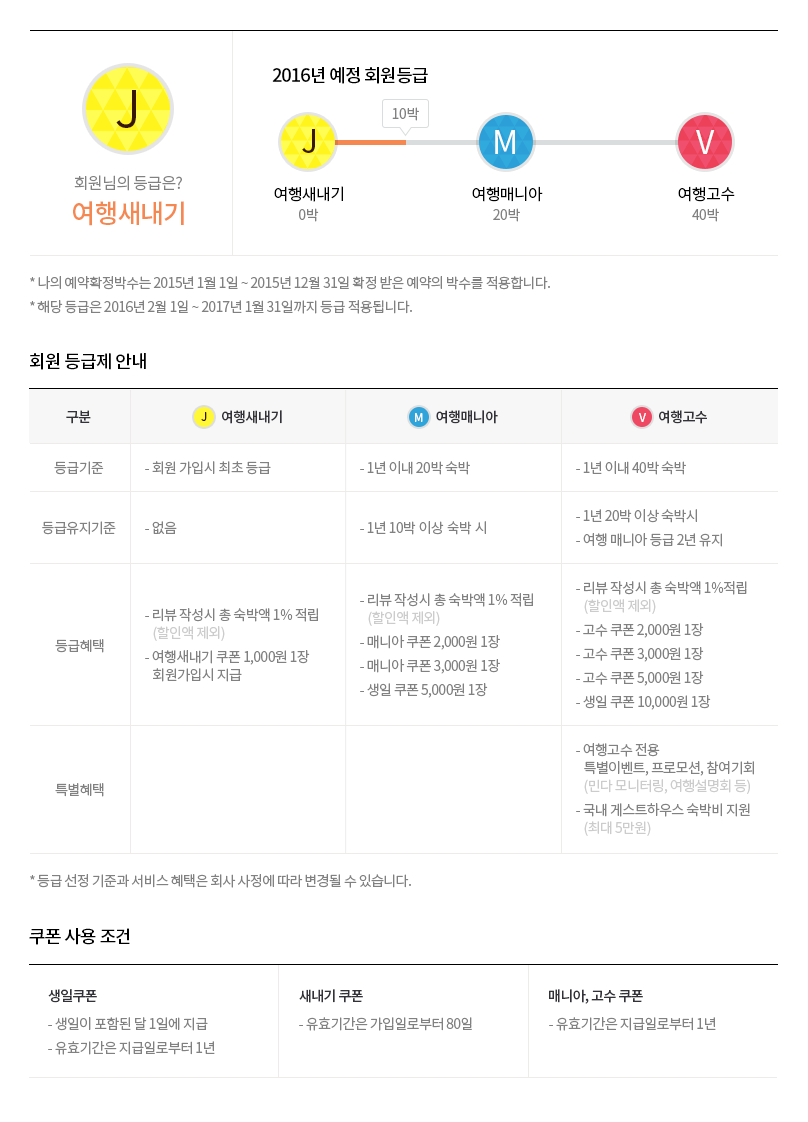 J
회원님의 등급은?
여행새내기
2016년 예정 회원등급
10박
J
M
V
여행새내기
여행매니아
여행고수
0박
20박
40박
* 나의 예약확정박수는 2015년 1월 1일 ~ 2015년 12월 31일 확정 받은 예약의 박수를 적용합니다.
* 해당 등급은 2016년 2월 1일 ~ 2017년 1월 31일까지 등급 적용됩니다.
회원 등급제 안내
구분
J 여행새내기
M 여행매니아
V 여행고수
등급기준
- 회원 가입시 최초 등급
- 1년 이내 20박 숙박
- 1년 이내 40박 숙박
등급유지기준
- 없음
- 1년 10박 이상 숙박 시
- 1년 20박 이상 숙박시
- 여행 매니아 등급 2년 유지
등급혜택
- 리뷰 작성시 총 숙박액 1% 적립
(할인액 제외)
- 여행새내기 쿠폰 1,000원 1장
회원가입시 지급
- 리뷰 작성시 총 숙박액 1% 적립
(할인액 제외)
- 매니아 쿠폰 2,000원 1장
- 매니아 쿠폰 3,000원 1장
- 생일 쿠폰 5,000원 1장
- 리뷰 작성시 총 숙박액 1%적립
(할인액 제외)
- 고수 쿠폰 2,000원 1장
- 고수 쿠폰 3,000원 1장
- 고수 쿠폰 5,000원 1장
- 생일 쿠폰 10,000원 1장
특별혜택
- 여행고수 전용
특별이벤트, 프로모션, 참여기회
(민다 모니터링, 여행설명회 등)
- 국내 게스트하우스 숙박비 지원
(최대 5만원)
* 등급 선정 기준과 서비스 혜택은 회사 사정에 따라 변경될 수 있습니다.
쿠폰 사용 조건
생일쿠폰
- 생일이 포함된 달 1일에 지급
- 유효기간은 지급일로부터 1년
새내기 쿠폰
- 유효기간은 가입일로부터 80일
매니아, 고수 쿠폰
- 유효기간은 지급일로부터 1년